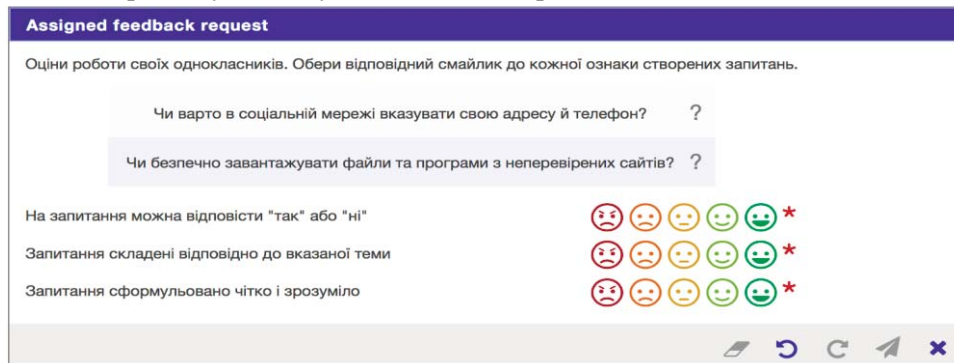 Assigned feedback request
Оціни роботи своїх однокласників. Обери відповідний смайлик до кожної ознаки створених запитань.
Чи варто в соціальній мережі вказувати свою адресу й телефон? ?
Чи безпечно завантажувати файли та програми з неперевірених сайтів? ?
На запитання можна відповісти "так" або "ні" *
Запитання складені відповідно до вказаної теми *
Запитання сформульовано чітко і зрозуміло *